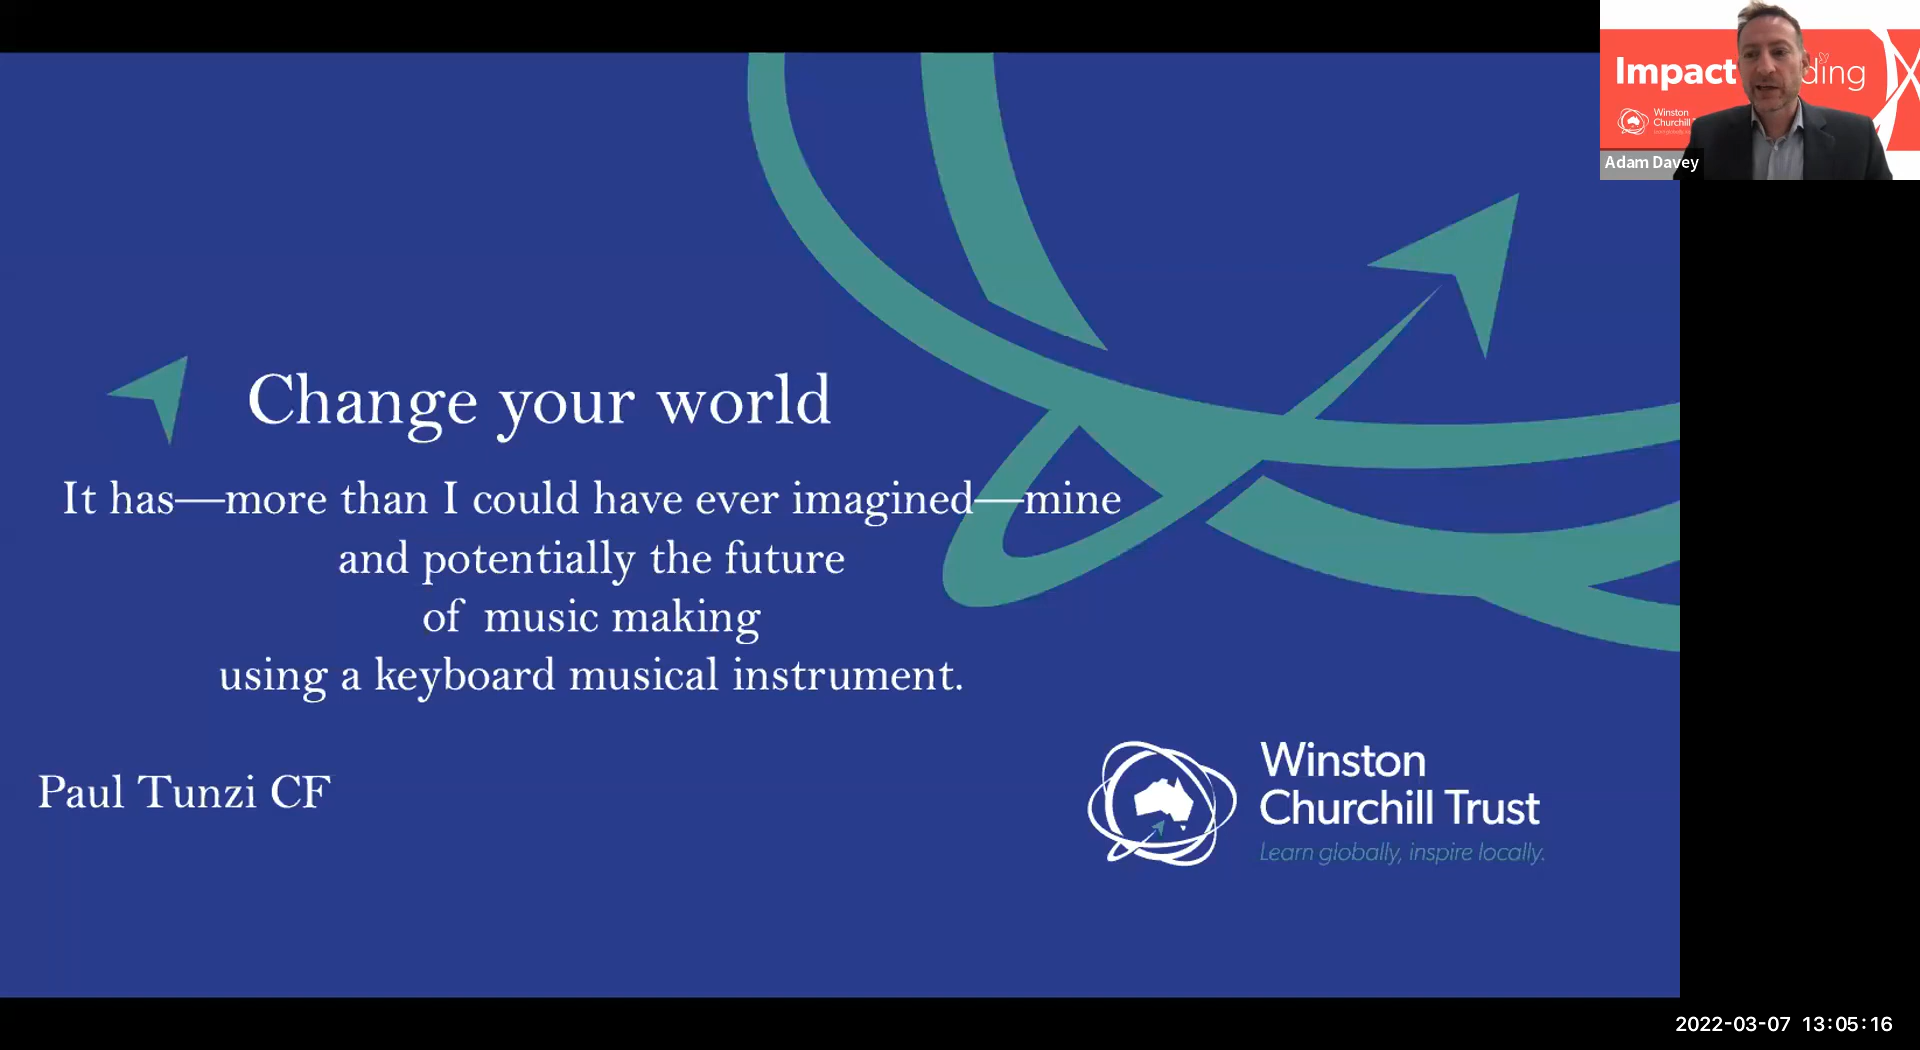 Impact ding
Winston
Churchill
Adam Davey
Change your world
It has—more than I could have ever imagined—mine
and potentially the future
of music making
using a keyboard musical instrument.
Paul Tunzi CF
Winston
Churchill Trust
Learn globally, inspire locally.
2022-03-07 13:05:16